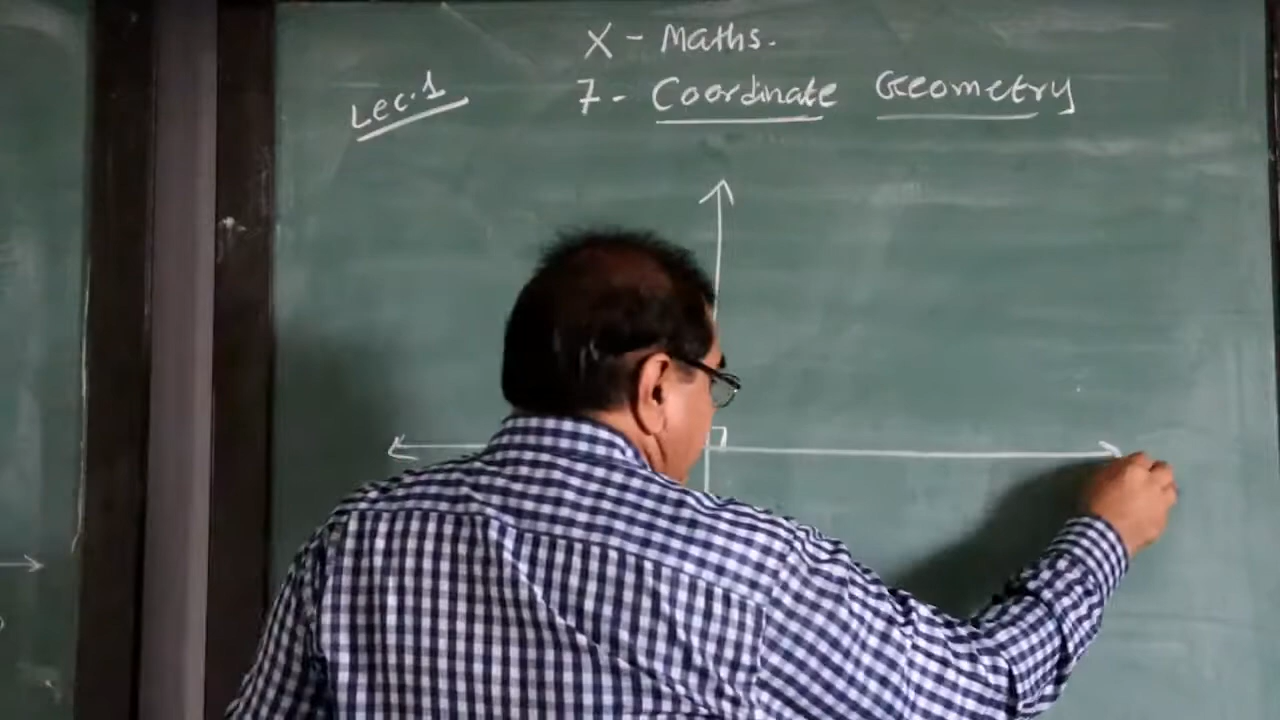 X - Maths.
Lec. 1
7 - Coordinate Geometry